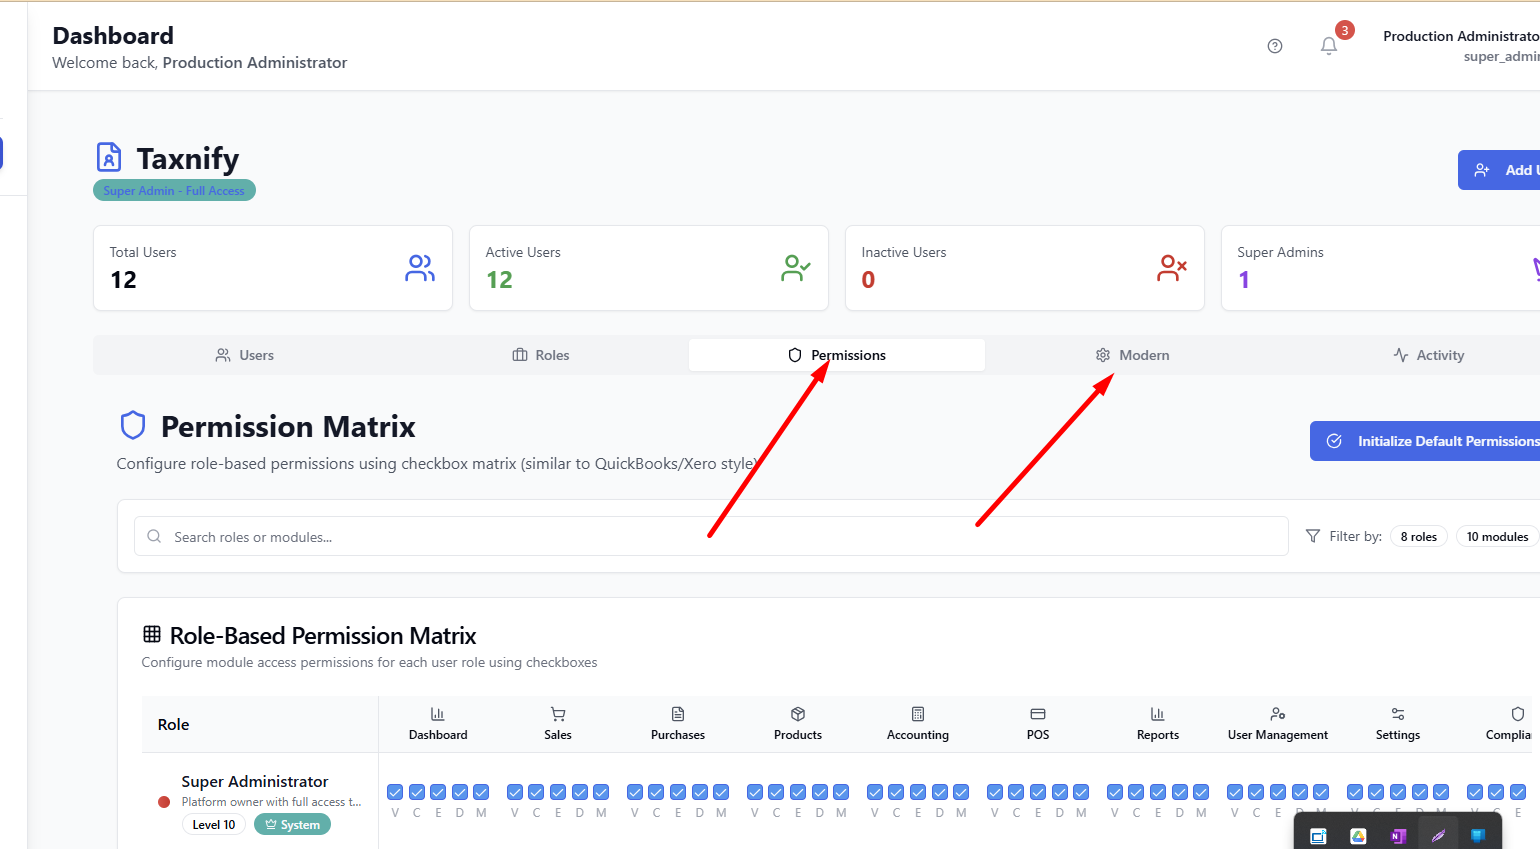 Dashboard
Welcome back, Production Administrator
3
Production Administrato
super_admi
Taxnify
Super Admin - Full Access
Add U
Total Users
12
Active Users
12
Inactive Users
0
Super Admins
1
Users
Roles
Permissions
Modern
Activity
Permission Matrix
Configure role-based permissions using checkbox matrix (similar to QuickBooks/Xero style)
Initialize Default Permissions
Search roles or modules...
Filter by:
8 roles
10 modules
Role-Based Permission Matrix
Configure module access permissions for each user role using checkboxes
Role
Dashboard
Sales
Purchases
Products
Accounting
POS
Reports
User Management
Settings
Complia
Super Administrator
Platform owner with full access t...
Level 10
System
V C E D M V C E D M V C E D M V C E D M V C E D M V C E D M V C E D M V C E D M V C E D M V C E